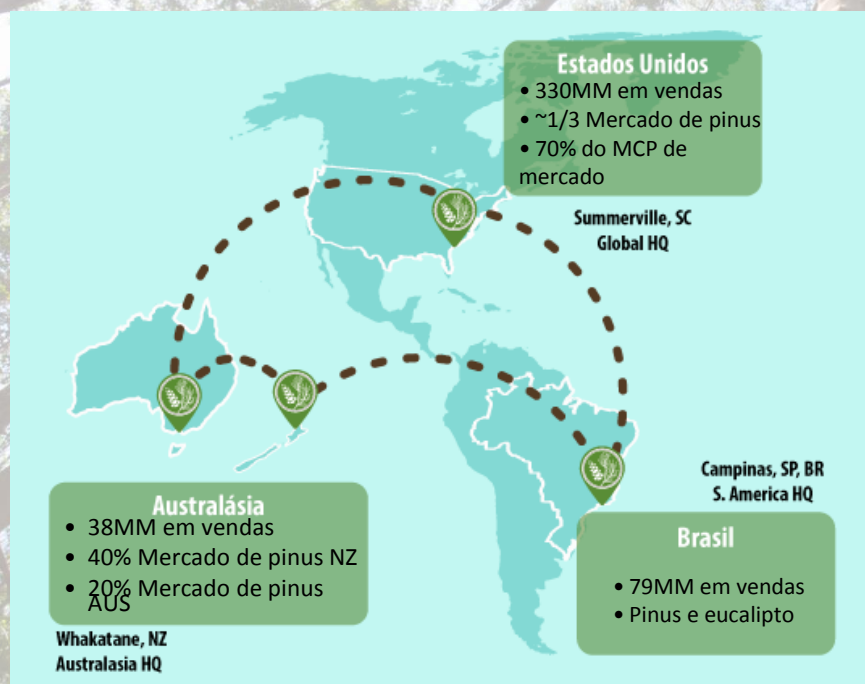 Estados Unidos
• 330MM em vendas
• ~1/3 Mercado de pinus
• 70% do MCP de
mercado
Summerville, SC
Global HQ
Australásia
• 38MM em vendas
• 40% Mercado de pinus NZ
• 20% Mercado de pinus
AUS
Whakatane, NZ
Australasia HQ
Campinas, SP, BR
S. America HQ
Brasil
• 79MM em vendas
• Pinus e eucalipto